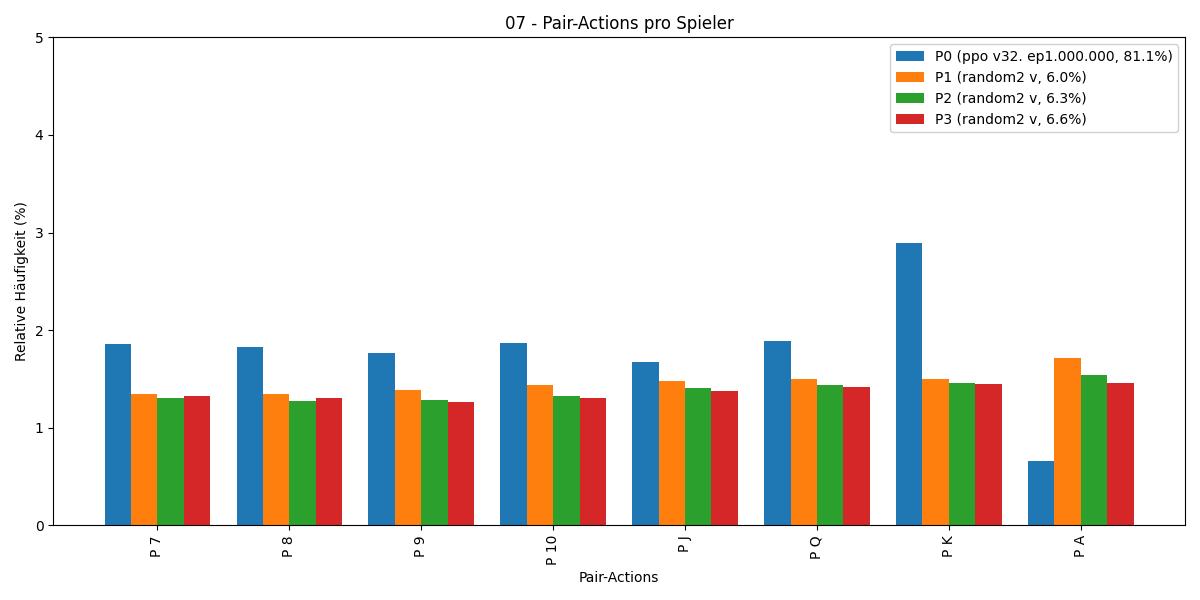 07 - Pair-Actions pro Spieler
P0 (ppo v32. ep1.000.000, 81.1%)
P1 (random2 v, 6.0%)
P2 (random2 v, 6.3%)
P3 (random2 v, 6.6%)
Relative Häufigkeit (%)
5
4
3
2
1
0
P 7
P 8
P 9
P 10
P J
P Q
P K
P A
Pair-Actions